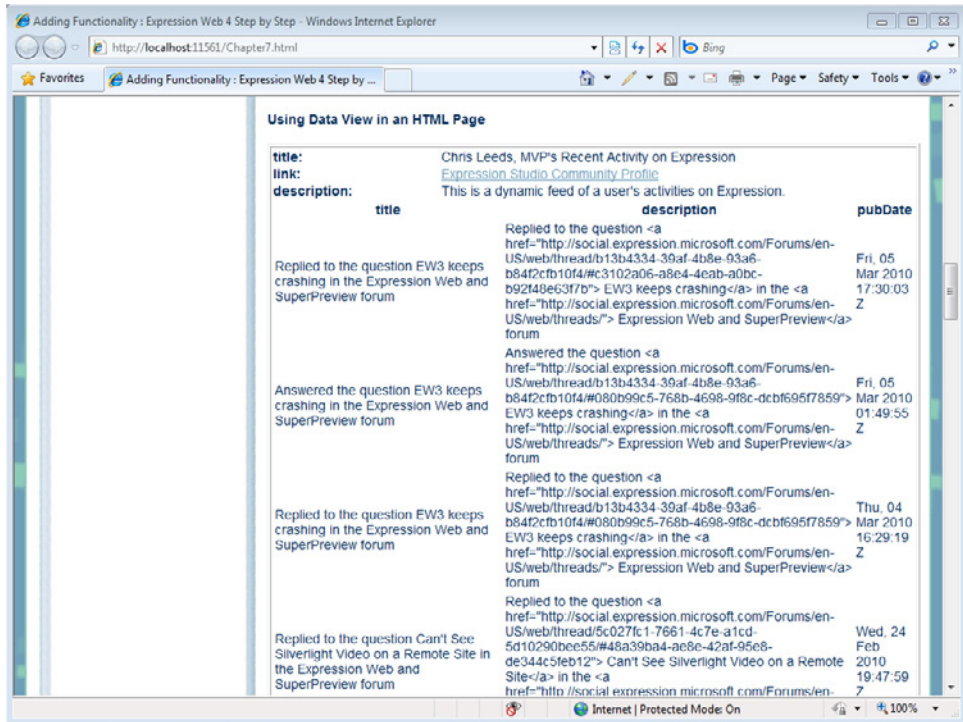 Adding Functionality : Expression Web 4 Step by Step - Windows Internet Explorer
http://localhost:11561/Chapter7.html
Bing
Favorites
Adding Functionality : Expression Web 4 Step by ...
Page
Safety
Tools
Using Data View in an HTML Page
title: Chris Leeds, MVP's Recent Activity on Expression
link: Expression Studio Community Profile
description: This is a dynamic feed of a user's activities on Expression.
title description pubDate
Replied to the question EW3 keeps
crashing in the Expression Web and
SuperPreview forum
Replied to the question <a
href="http://social.expression.microsoft.com/Forums/en-
US/web/thread/b13b4334-39af-4b8e-93a6-
b84f2cfb10f4/#c3102a06-a8e4-4eab-a0bc-
b92f48e63f7b"> EW3 keeps crashing</a> in the <a
href="http://social.expression.microsoft.com/Forums/en-
US/web/threads/"> Expression Web and SuperPreview</a>
forum
Fri, 05
Mar 2010
17:30:03
Z
Answered the question EW3 keeps
crashing in the Expression Web and
SuperPreview forum
Answered the question <a
href="http://social.expression.microsoft.com/Forums/en-
US/web/thread/b13b4334-39af-4b8e-93a6-
b84f2cfb10f4/#080b99c5-768b-4698-9f8c-dcbf695f7859">
EW3 keeps crashing</a> in the <a
href="http://social.expression.microsoft.com/Forums/en-
US/web/threads/"> Expression Web and SuperPreview</a>
forum
Fri, 05
Mar 2010
01:49:55
Z
Replied to the question EW3 keeps
crashing in the Expression Web and
SuperPreview forum
Replied to the question <a
href="http://social.expression.microsoft.com/Forums/en-
US/web/thread/b13b4334-39af-4b8e-93a6-
b84f2cfb10f4/#080b99c5-768b-4698-9f8c-dcbf695f7859">
EW3 keeps crashing</a> in the <a
href="http://social.expression.microsoft.com/Forums/en-
US/web/threads/"> Expression Web and SuperPreview</a>
forum
Thu, 04
Mar 2010
16:29:19
Z
Replied to the question Can't See
Silverlight Video on a Remote Site in
the Expression Web and
SuperPreview forum
Replied to the question <a
href="http://social.expression.microsoft.com/Forums/en-
US/web/thread/5c027fc1-7661-4c7e-a1cd-
5d10290bee55/#48a39ba4-ae8e-42af-95e8-
de344c5feb12"> Can't See Silverlight Video on a Remote
Site</a> in the <a
href="http://social.expression.microsoft.com/Forums/en-
Wed, 24
Feb
2010
19:47:59
Z
Internet | Protected Mode: On
100%